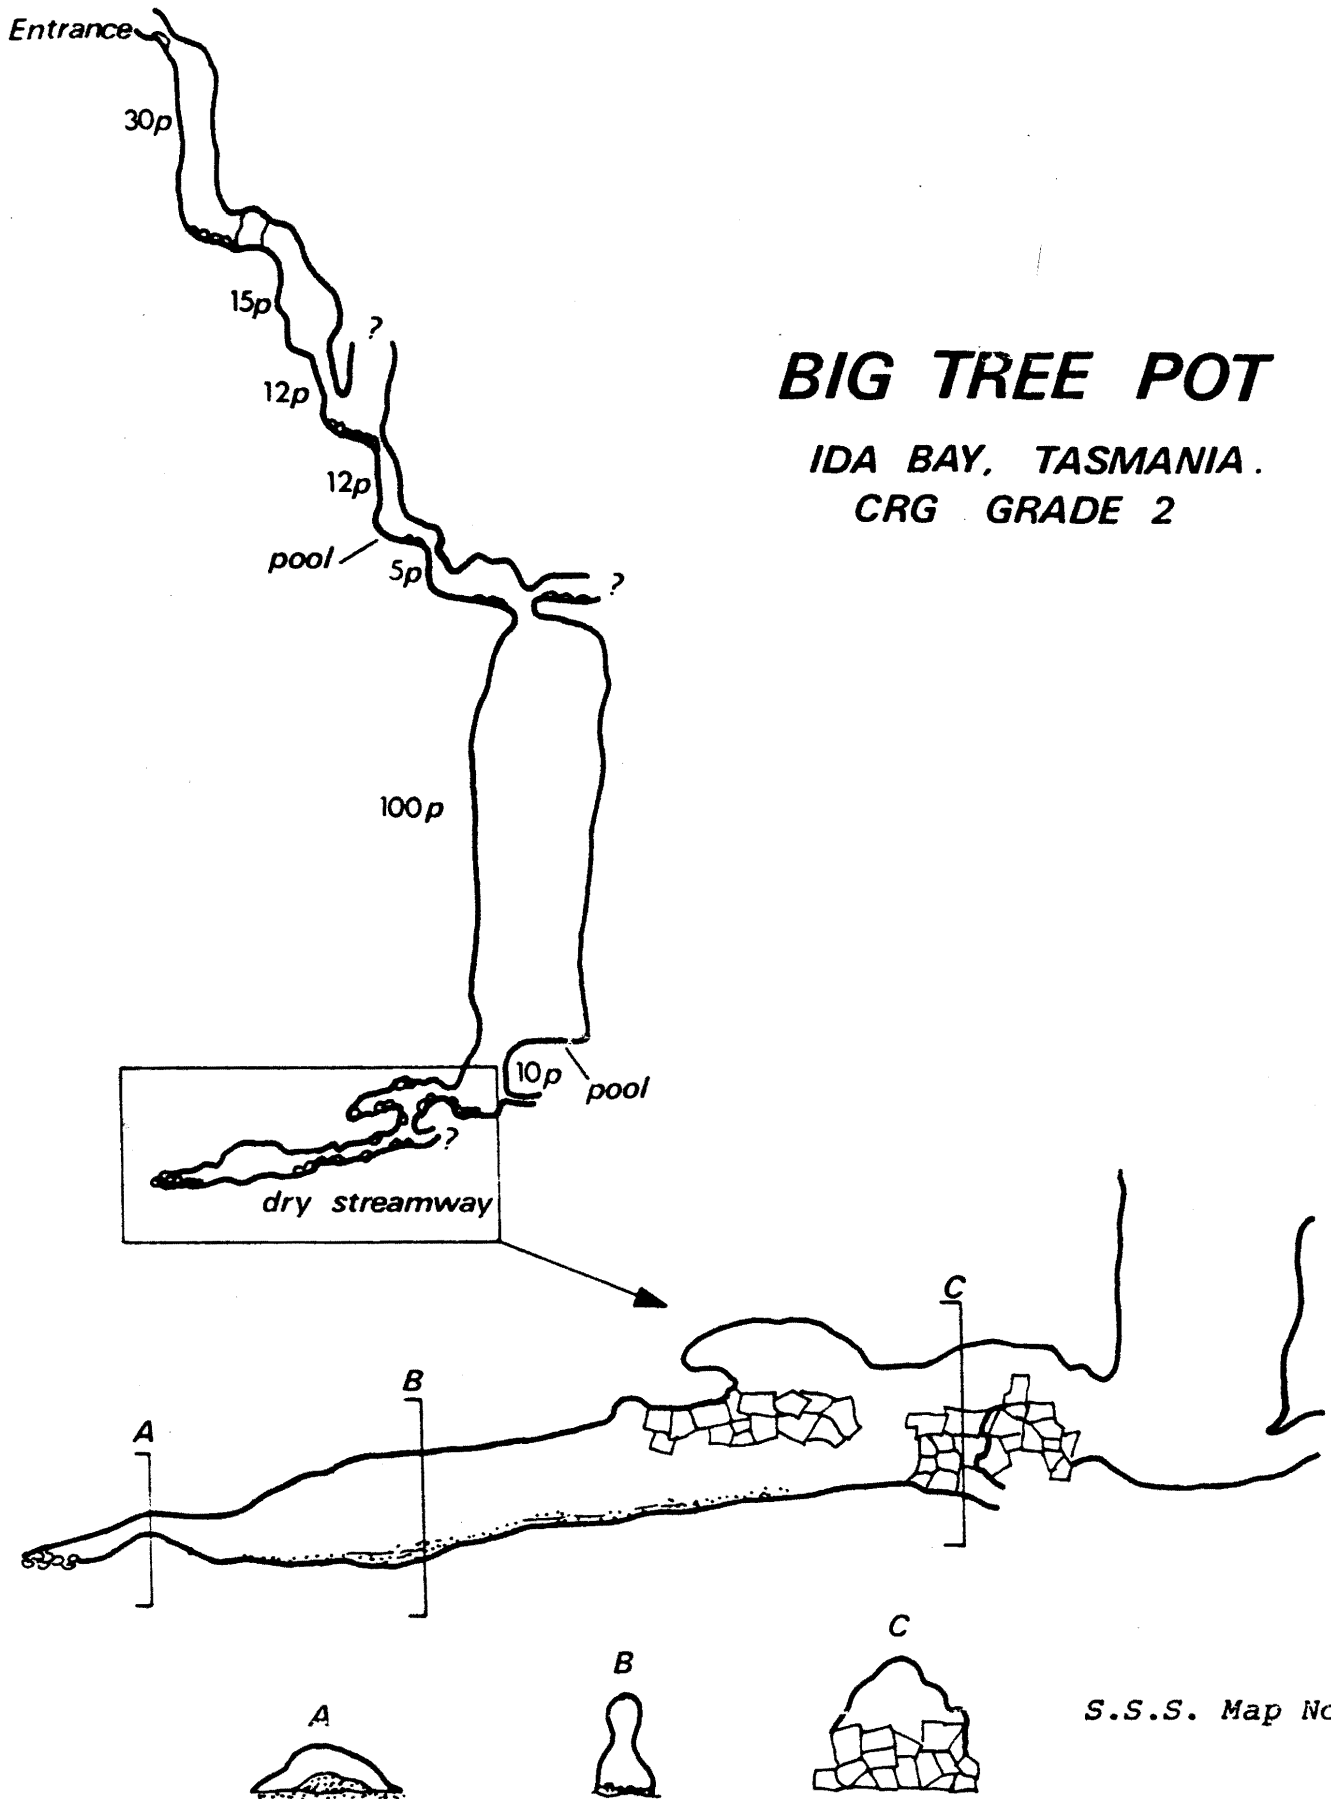 Entrance
30p
15p
?
12p
12p
pool
5p
?
BIG TREE POT
IDA BAY, TASMANIA.
CRG GRADE 2
100p
10p
pool
?
dry streamway
C
B
A
C
B
A
S.S.S. Map No